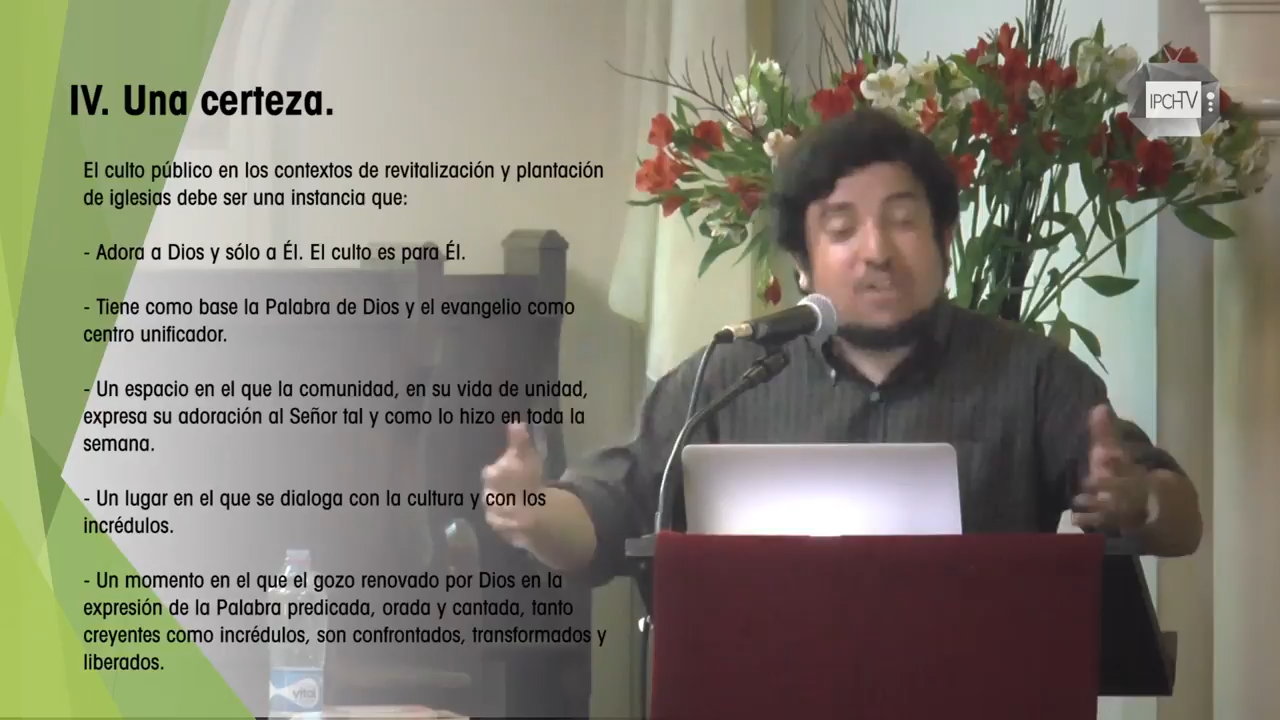 IV. Una certeza.
El culto público en los contextos de revitalización y plantación
de iglesias debe ser una instancia que:
- Adora a Dios y sólo a Él. El culto es para Él.
- Tiene como base la Palabra de Dios y el evangelio como
centro unificador.
- Un espacio en el que la comunidad, en su vida de unidad,
expresa su adoración al Señor tal y como lo hizo en toda la
semana.
- Un lugar en el que se dialoga con la cultura y con los
incrédulos.
- Un momento en el que el gozo renovado por Dios en la
expresión de la Palabra predicada, orada y cantada, tanto
creyentes como incrédulos, son confrontados, transformados y
liberados.
IPCHTV
vital